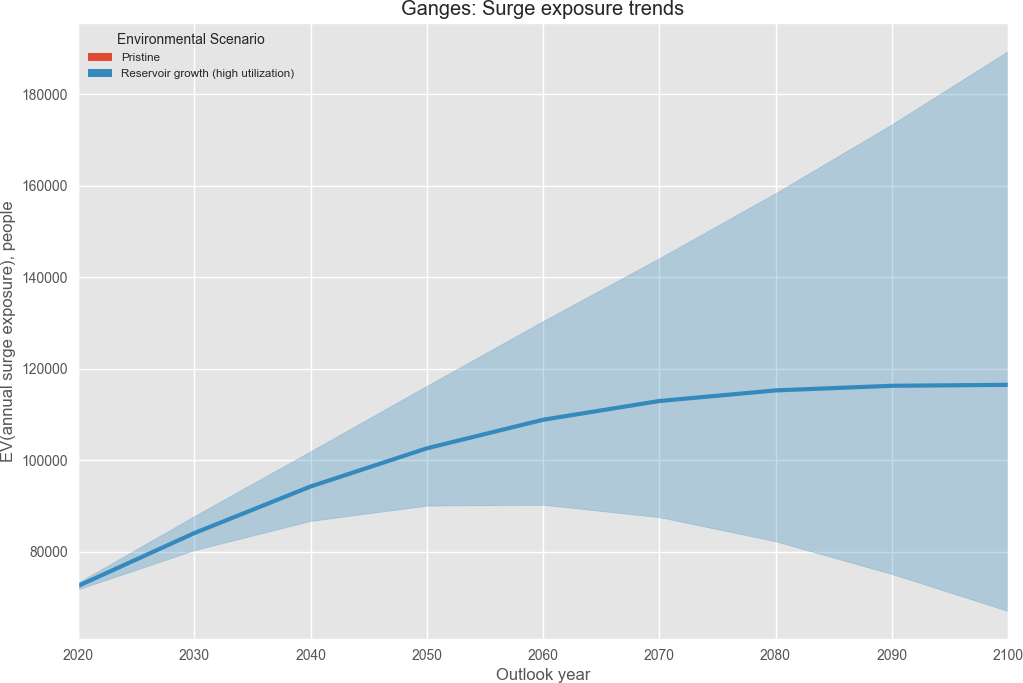 Ganges: Surge exposure trends
Environmental Scenario
Pristine
Reservoir growth (high utilization)
EV(annual surge exposure), people
180000
160000
140000
120000
100000
80000
2020 2030 2040 2050 2060 2070 2080 2090 2100
Outlook year